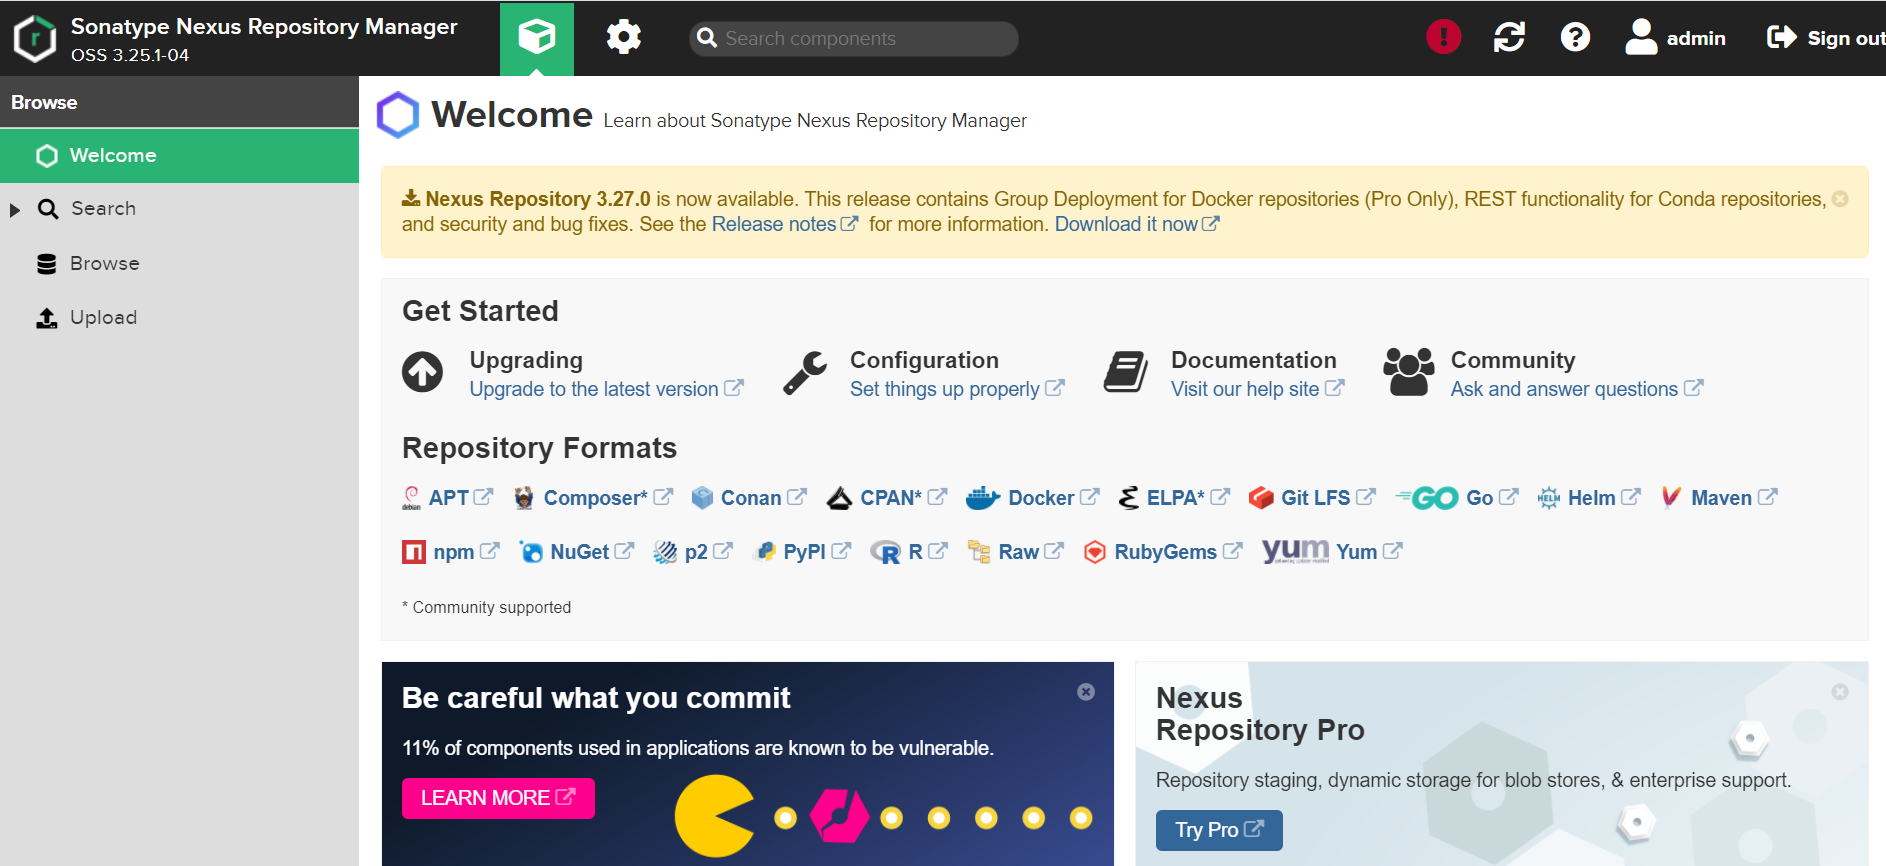 Sonatype Nexus Repository Manager
OSS 3.25.1-04
Search components
admin
Sign out
Browse
Welcome
Search
Browse
Upload
Welcome Learn about Sonatype Nexus Repository Manager
Nexus Repository 3.27.0 is now available. This release contains Group Deployment for Docker repositories (Pro Only), REST functionality for Conda repositories,
and security and bug fixes. See the Release notes for more information. Download it now
Get Started
Upgrading
Upgrade to the latest version
Configuration
Set things up properly
Documentation
Visit our help site
Community
Ask and answer questions
Repository Formats
debian APT Composer* Conan CPAN* Docker ELPA* Git LFS GO Go HELM Helm Maven
npm NuGet p2 PyPI R R Raw RubyGems yum Yum
* Community supported
Be careful what you commit
11% of components used in applications are known to be vulnerable.
LEARN MORE
Nexus
Repository Pro
Repository staging, dynamic storage for blob stores, & enterprise support.
Try Pro